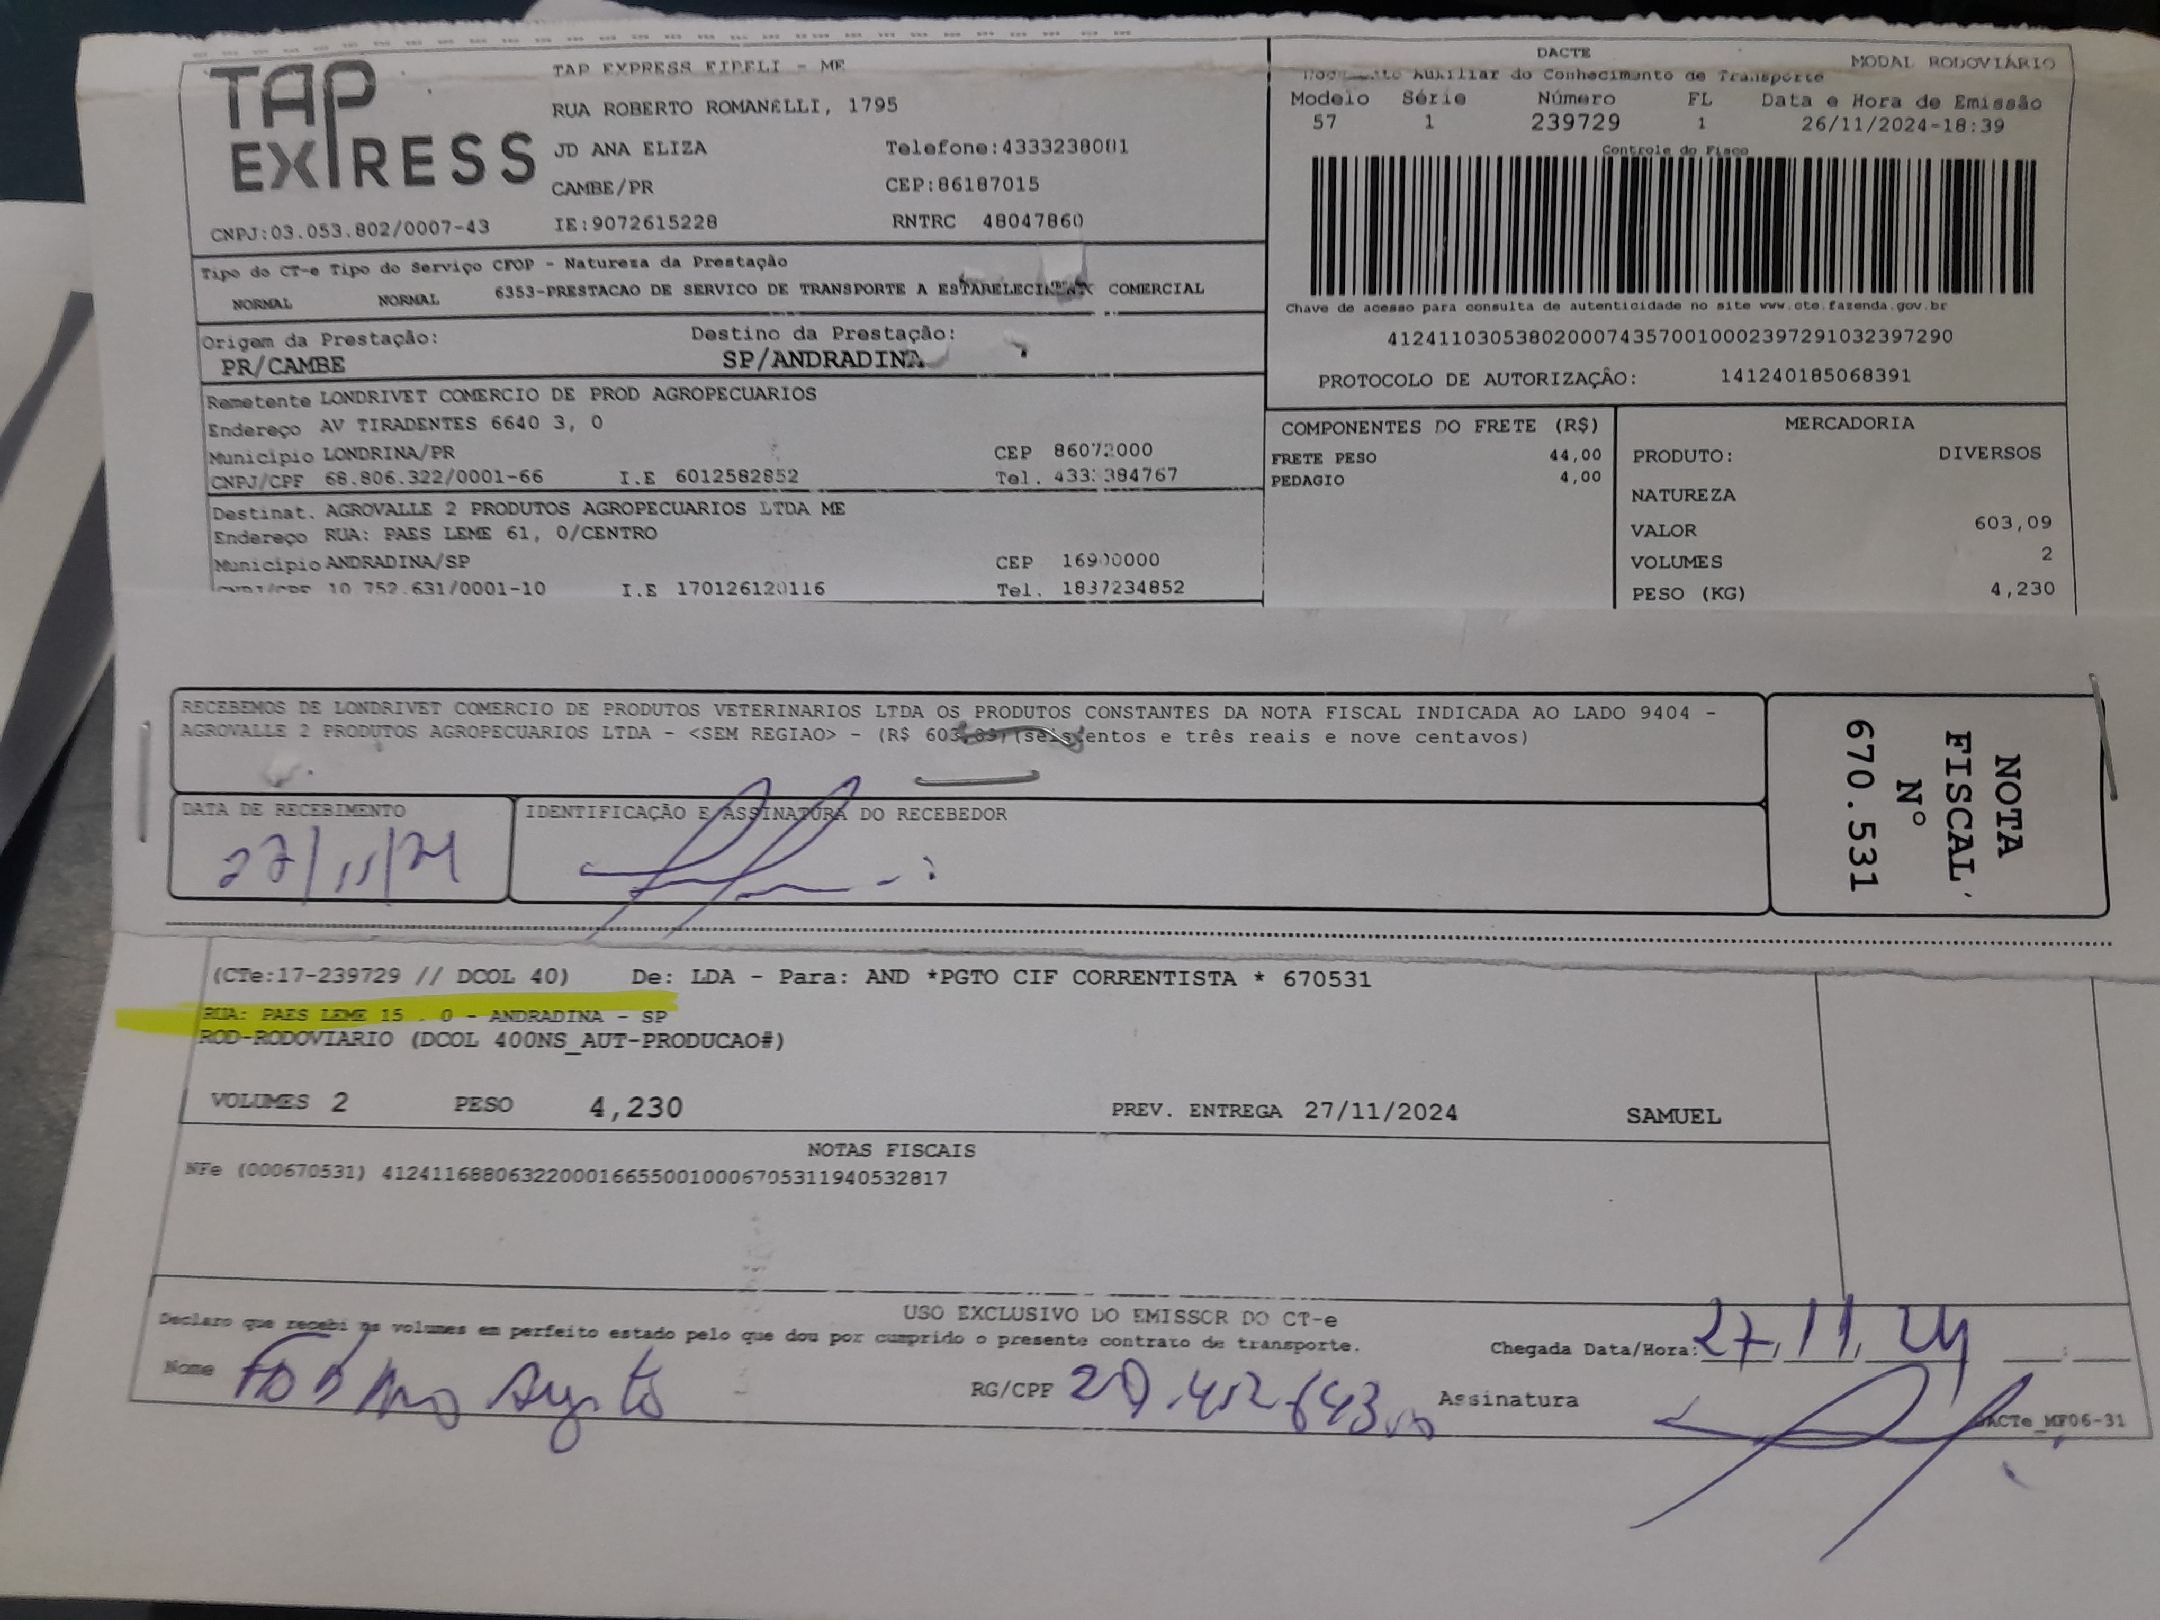 TAP EXPRESS
TAP EXPRESS EIRELI - ME
RUA ROBERTO ROMANELLI, 1795
JD ANA ELIZA Telefone:4333238001
CAMBE/PR CEP:86187015
CNPJ:03.053.802/0007-43 IE:9072615228 RNTRC 48047860
Tipo do CT-e Tipo do Serviço CFOP - Natureza da Prestação
NORMAL NORMAL 6353-PRESTACAO DE SERVICO DE TRANSPORTE A ESTABELECIMENTO COMERCIAL
Origem da Prestação: Destino da Prestação:
PR/CAMBE SP/ANDRADINA
Remetente LONDRIVET COMERCIO DE PROD AGROPECUARIOS
Endereço AV TIRADENTES 6640 3, 0
Município LONDRINA/PR CEP 86072000
CNPJ/CPF 68.806.322/0001-66 I.E 6012582852 Tel. 433 384767
Destinat. AGROVALLE 2 PRODUTOS AGROPECUARIOS LTDA ME
Endereço RUA: PAES LEME 61, 0/CENTRO
Município ANDRADINA/SP CEP 16900000
CNPJ/CPF 10.752.631/0001-10 I.E 170126120116 Tel. 1837234852
DACTE MODAL RODOVIÁRIO
Documento Auxiliar do Conhecimento de Transporte
Modelo Série Número FL Data e Hora de Emissão
57 1 239729 1 26/11/2024-18:39
Controle do Fisco
Chave de acesso para consulta de autenticidade no site www.cte.fazenda.gov.br
41241103053802000743570010002397291032397290
PROTOCOLO DE AUTORIZAÇÃO: 141240185068391
COMPONENTES DO FRETE (R$)
FRETE PESO 44,00
PEDAGIO 4,00
MERCADORIA
PRODUTO: DIVERSOS
NATUREZA
VALOR 603,09
VOLUMES 2
PESO (KG) 4,230
RECEBEMOS DE LONDRIVET COMERCIO DE PRODUTOS VETERINARIOS LTDA OS PRODUTOS CONSTANTES DA NOTA FISCAL INDICADA AO LADO 9404 -
AGROVALLE 2 PRODUTOS AGROPECUARIOS LTDA - <SEM REGIAO> - (R$ 603,09)(seiscentos e três reais e nove centavos)
DATA DE RECEBIMENTO IDENTIFICAÇÃO E ASSINATURA DO RECEBEDOR
27/11/24
NOTA
FISCAL
Nº
670.531
(CTe:17-239729 // DCOL 40) De: LDA - Para: AND *PGTO CIF CORRENTISTA * 670531
RUA: PAES LEME 15 . 0 - ANDRADINA - SP
ROD-RODOVIARIO (DCOL 400NS_AUT-PRODUCAO#)
VOLUMES 2 PESO 4,230 PREV. ENTREGA 27/11/2024 SAMUEL
NOTAS FISCAIS
NFe (000670531) 41241168806322000166550010006705311940532817
USO EXCLUSIVO DO EMISSOR DO CT-e
Declaro que recebi os volumes em perfeito estado pelo que dou por cumprido o presente contrato de transporte.
Chegada Data/Hora: 27.11.24 :
Nome RG/CPF Assinatura
DACTe_MF06-31